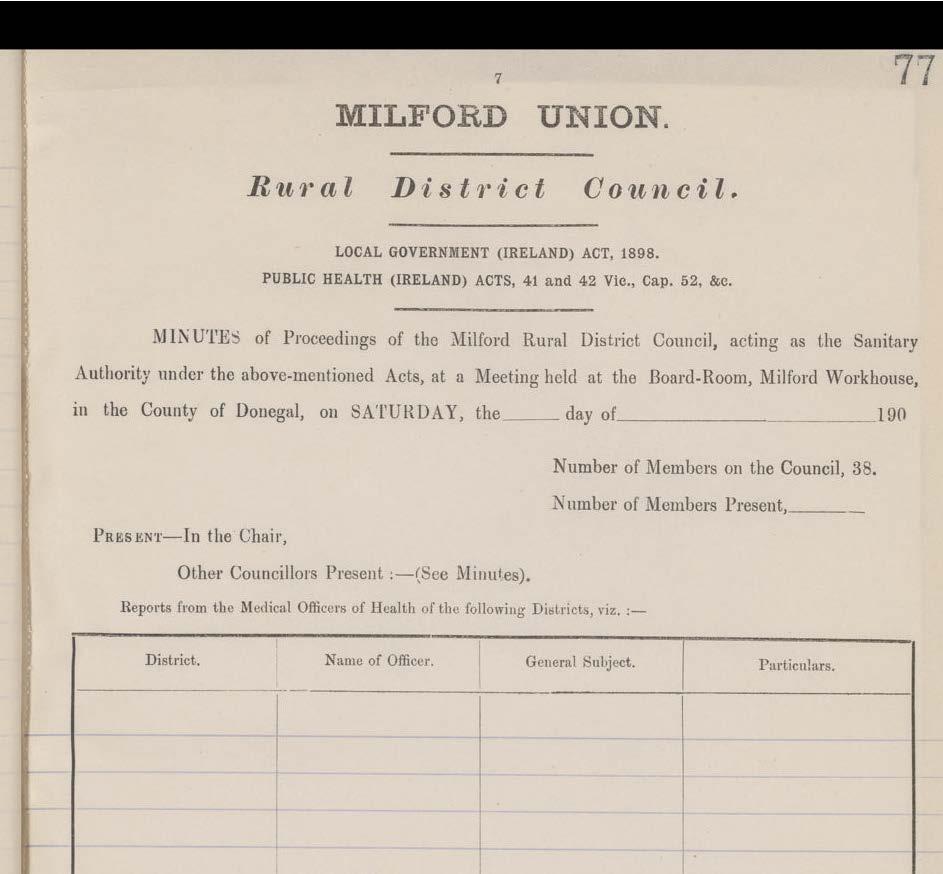 77
7
MILFORD UNION.
Rural District Council.
LOCAL GOVERNMENT (IRELAND) ACT, 1898.
PUBLIC HEALTH (IRELAND) ACTS, 41 and 42 Vic., Cap. 52, &c.
MINUTES of Proceedings of the Milford Rural District Council, acting as the Sanitary
Authority under the above-mentioned Acts, at a Meeting held at the Board-Room, Milford Workhouse,
in the County of Donegal, on SATURDAY, the______ day of__________________________190
Number of Members on the Council, 38.
Number of Members Present,________
PRESENT—In the Chair,
Other Councillors Present :—(See Minutes).
Reports from the Medical Officers of Health of the following Districts, viz. :—
District. Name of Officer. General Subject. Particulars.